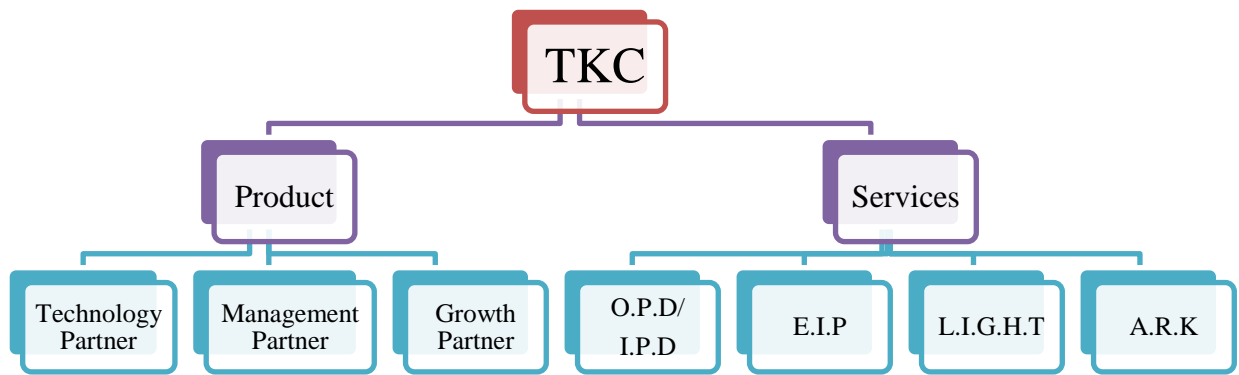 TKC
Product
Services
Technology
Partner
Management
Partner
Growth
Partner
O.P.D/
I.P.D
E.I.P
L.I.G.H.T
A.R.K